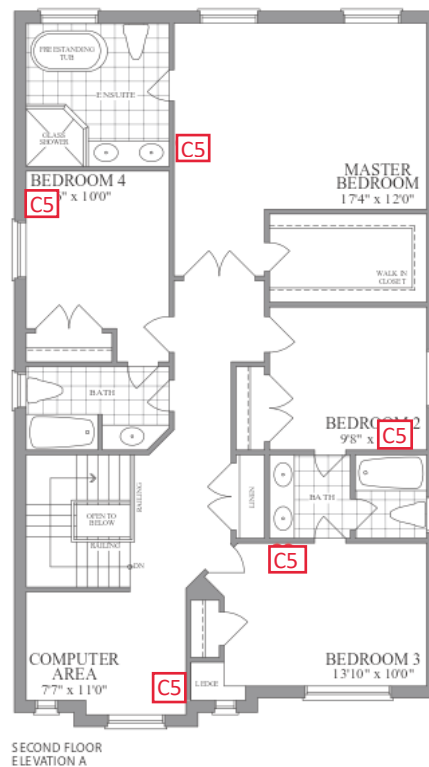 FREESTANDING
TUB
ENSUITE
GLASS
SHOWER
C5
MASTER
BEDROOM
17'4" x 12'0"
BEDROOM 4
C5
x 10'0"
WALK IN
CLOSET
BATH
BEDROOM 2
9'8" x
C5
RAILING
OPEN TO
BELOW
RAILING
DN
LINEN
BATH
C5
COMPUTER
AREA
7'7" x 11'0"
C5
LEDGE
BEDROOM 3
13'10" x 10'0"
SECOND FLOOR
ELEVATION A